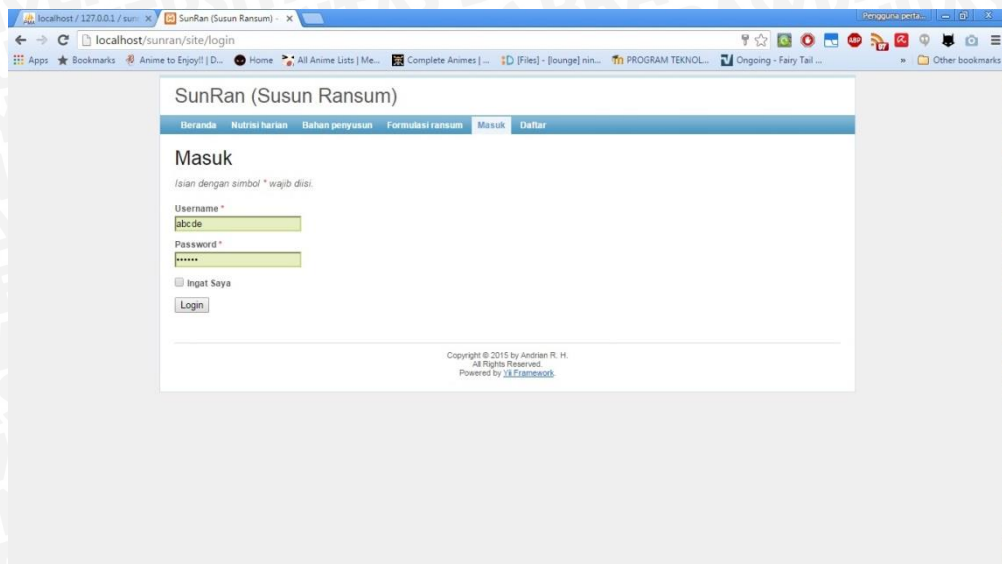 localhost / 127.0.0.1 / sun
SunRan (Susun Ransum) -
Pengguna perta...
localhost/sunran/site/login
Apps
Bookmarks
Anime to Enjoy!! | D...
Home
All Anime Lists | Me...
Complete Animes | ...
[Files] - [lounge] nin...
PROGRAM TEKNOL...
Ongoing - Fairy Tail ...
»
Other bookmarks
SunRan (Susun Ransum)
Beranda Nutrisi harian Bahan penyusun Formulasi ransum Masuk Daftar
Masuk
Isian dengan simbol * wajib diisi.
Username *
abcde
Password *
••••••
Ingat Saya
Login
Copyright © 2015 by Andrian R. H.
All Rights Reserved.
Powered by Yii Framework.